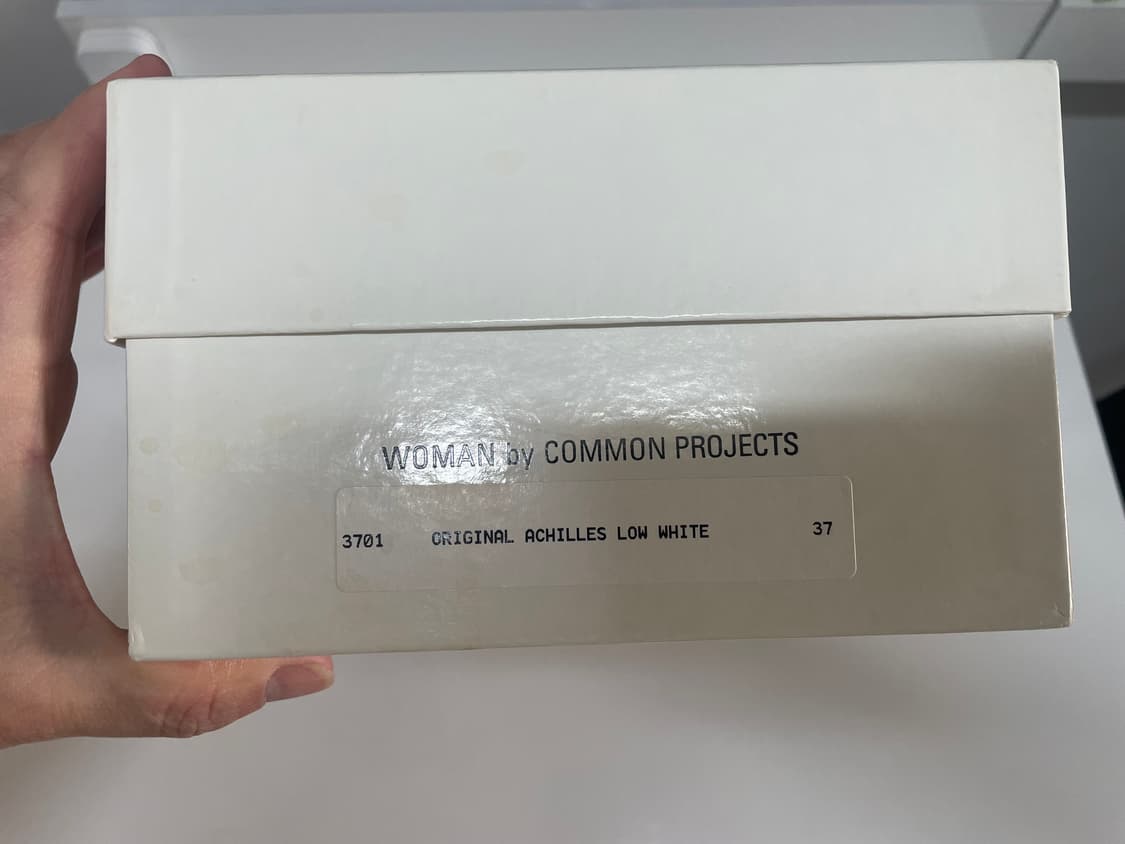 WOMAN by COMMON PROJECTS
3701 ORIGINAL ACHILLES LOW WHITE 37